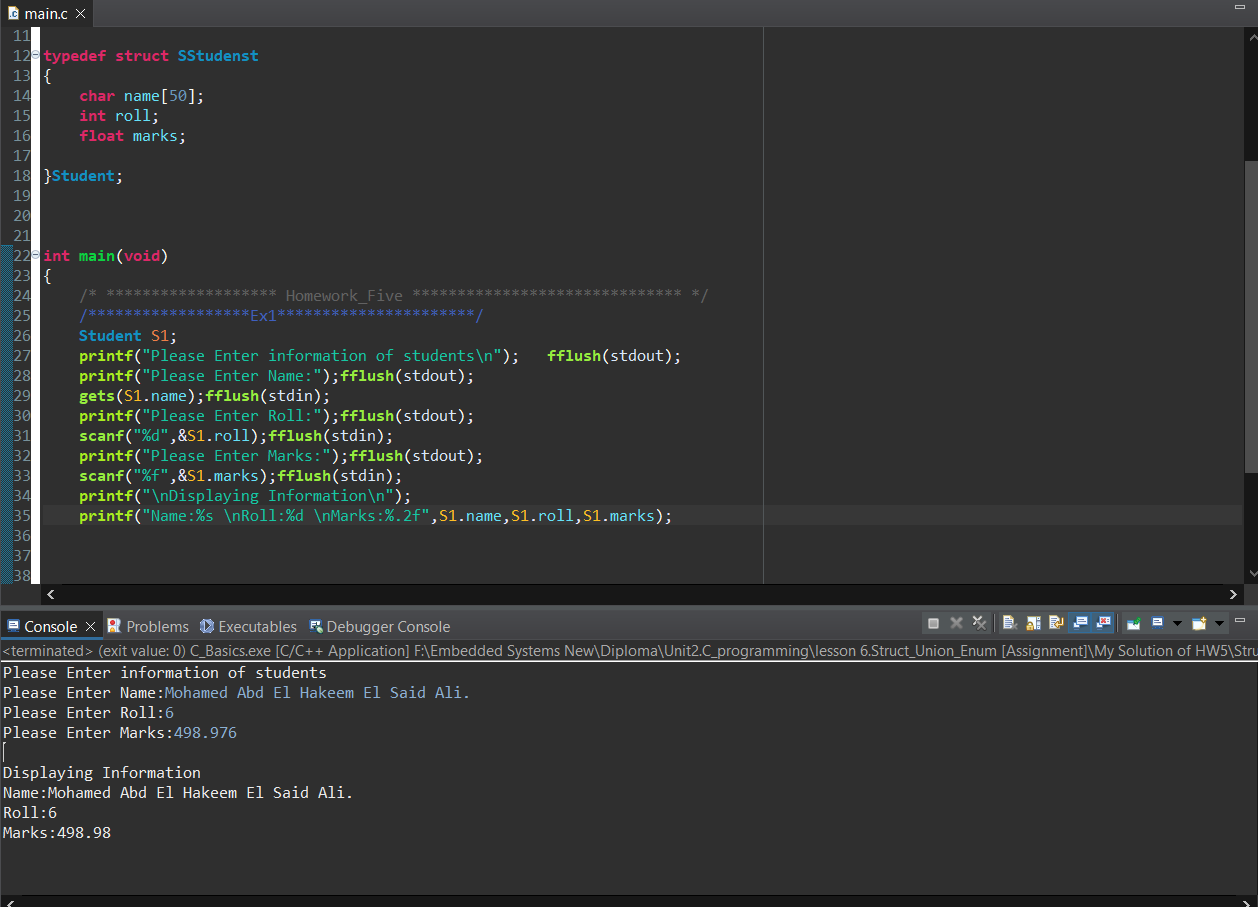 main.c
11
12 typedef struct SStudenst
13 {
14     char name[50];
15     int roll;
16     float marks;
17
18 }Student;
19
20
21
22 int main(void)
23 {
24     /* ******************* Homework_Five ****************************** */
25     /******************Ex1**********************/
26     Student S1;
27     printf("Please Enter information of students\n");   fflush(stdout);
28     printf("Please Enter Name:");fflush(stdout);
29     gets(S1.name);fflush(stdin);
30     printf("Please Enter Roll:");fflush(stdout);
31     scanf("%d",&S1.roll);fflush(stdin);
32     printf("Please Enter Marks:");fflush(stdout);
33     scanf("%f",&S1.marks);fflush(stdin);
34     printf("\nDisplaying Information\n");
35     printf("Name:%s \nRoll:%d \nMarks:%.2f",S1.name,S1.roll,S1.marks);
36
37
38
Console Problems Executables Debugger Console
<terminated> (exit value: 0) C_Basics.exe [C/C++ Application] F:\Embedded Systems New\Diploma\Unit2.C_programming\lesson 6.Struct_Union_Enum [Assignment]\My Solution of HW5\Stru
Please Enter information of students
Please Enter Name:Mohamed Abd El Hakeem El Said Ali.
Please Enter Roll:6
Please Enter Marks:498.976
Displaying Information
Name:Mohamed Abd El Hakeem El Said Ali.
Roll:6
Marks:498.98